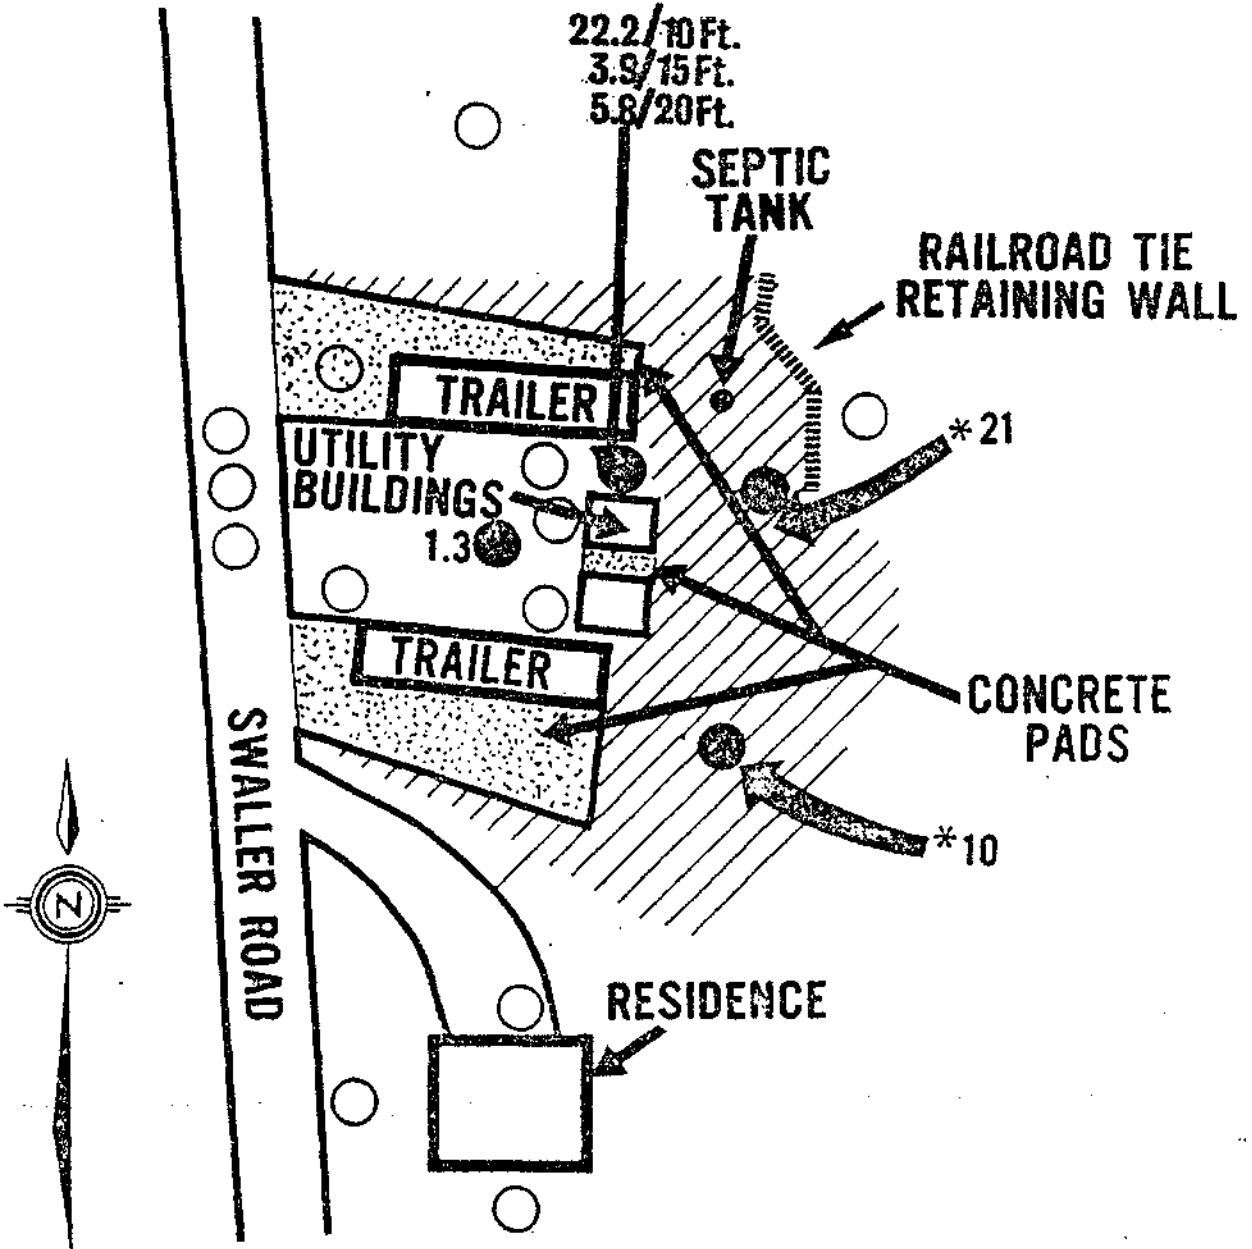 22.2/10 Ft.
3.9/15 Ft.
5.8/20 Ft.
SEPTIC
TANK
RAILROAD TIE
RETAINING WALL
TRAILER
*21
UTILITY
BUILDINGS
1.3
TRAILER
CONCRETE
PADS
SWALLER ROAD
*10
N
RESIDENCE